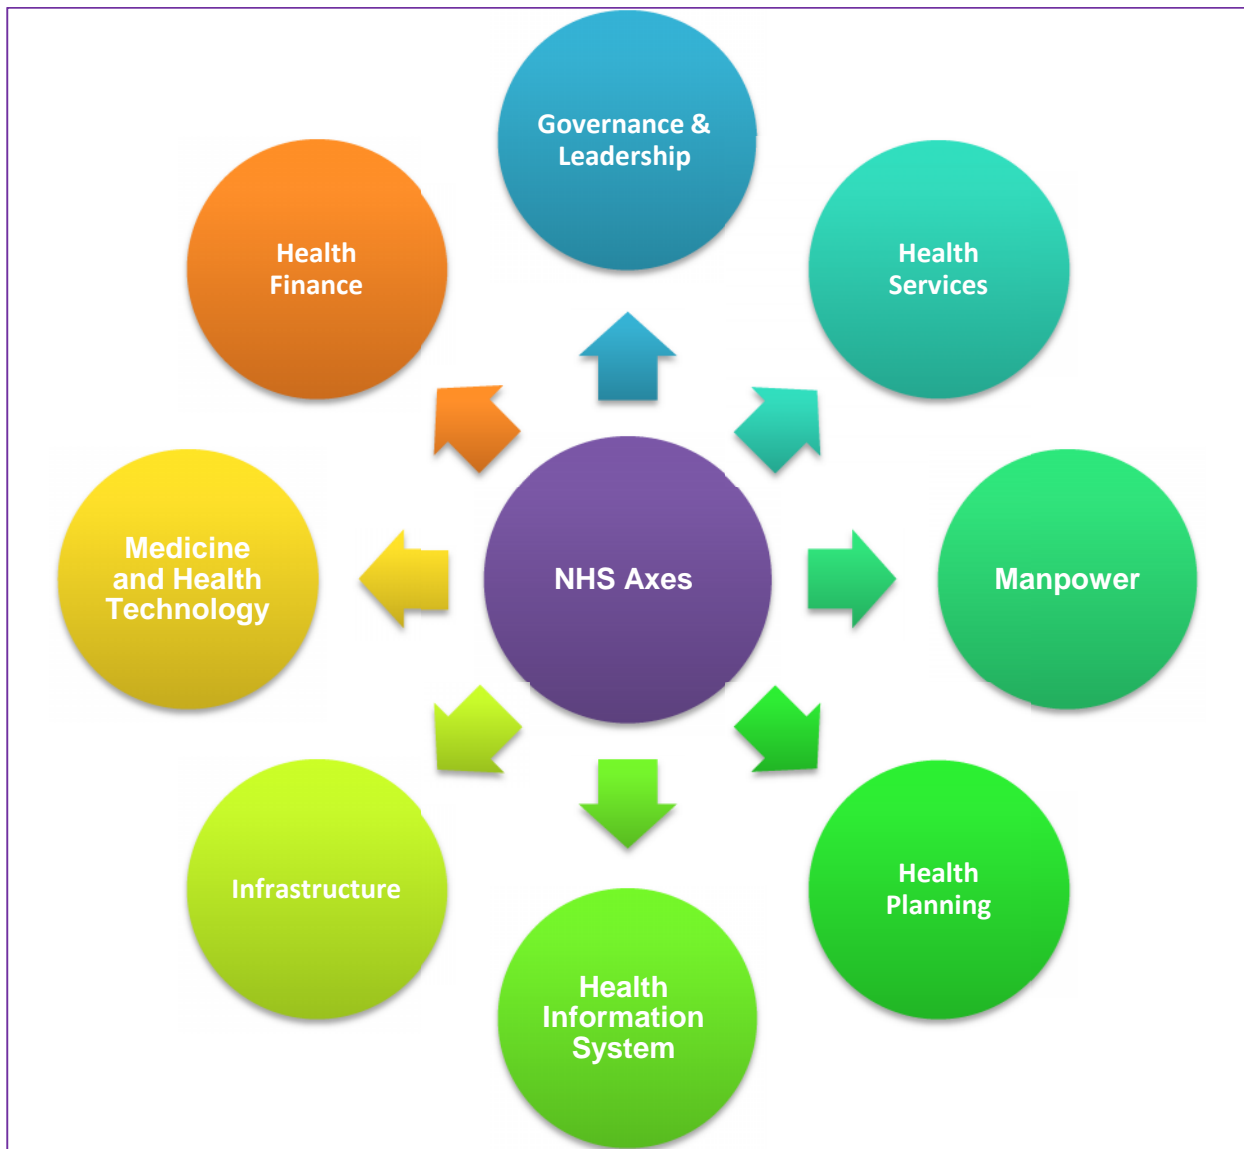 Governance &
Leadership
Health
Services
Manpower
Health
Planning
Health
Information
System
Infrastructure
Medicine
and Health
Technology
Health
Finance
NHS Axes